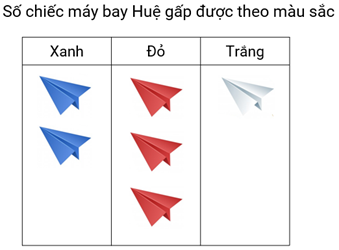 Số chiếc máy bay Huệ gấp được theo màu sắc
Xanh Đỏ Trắng